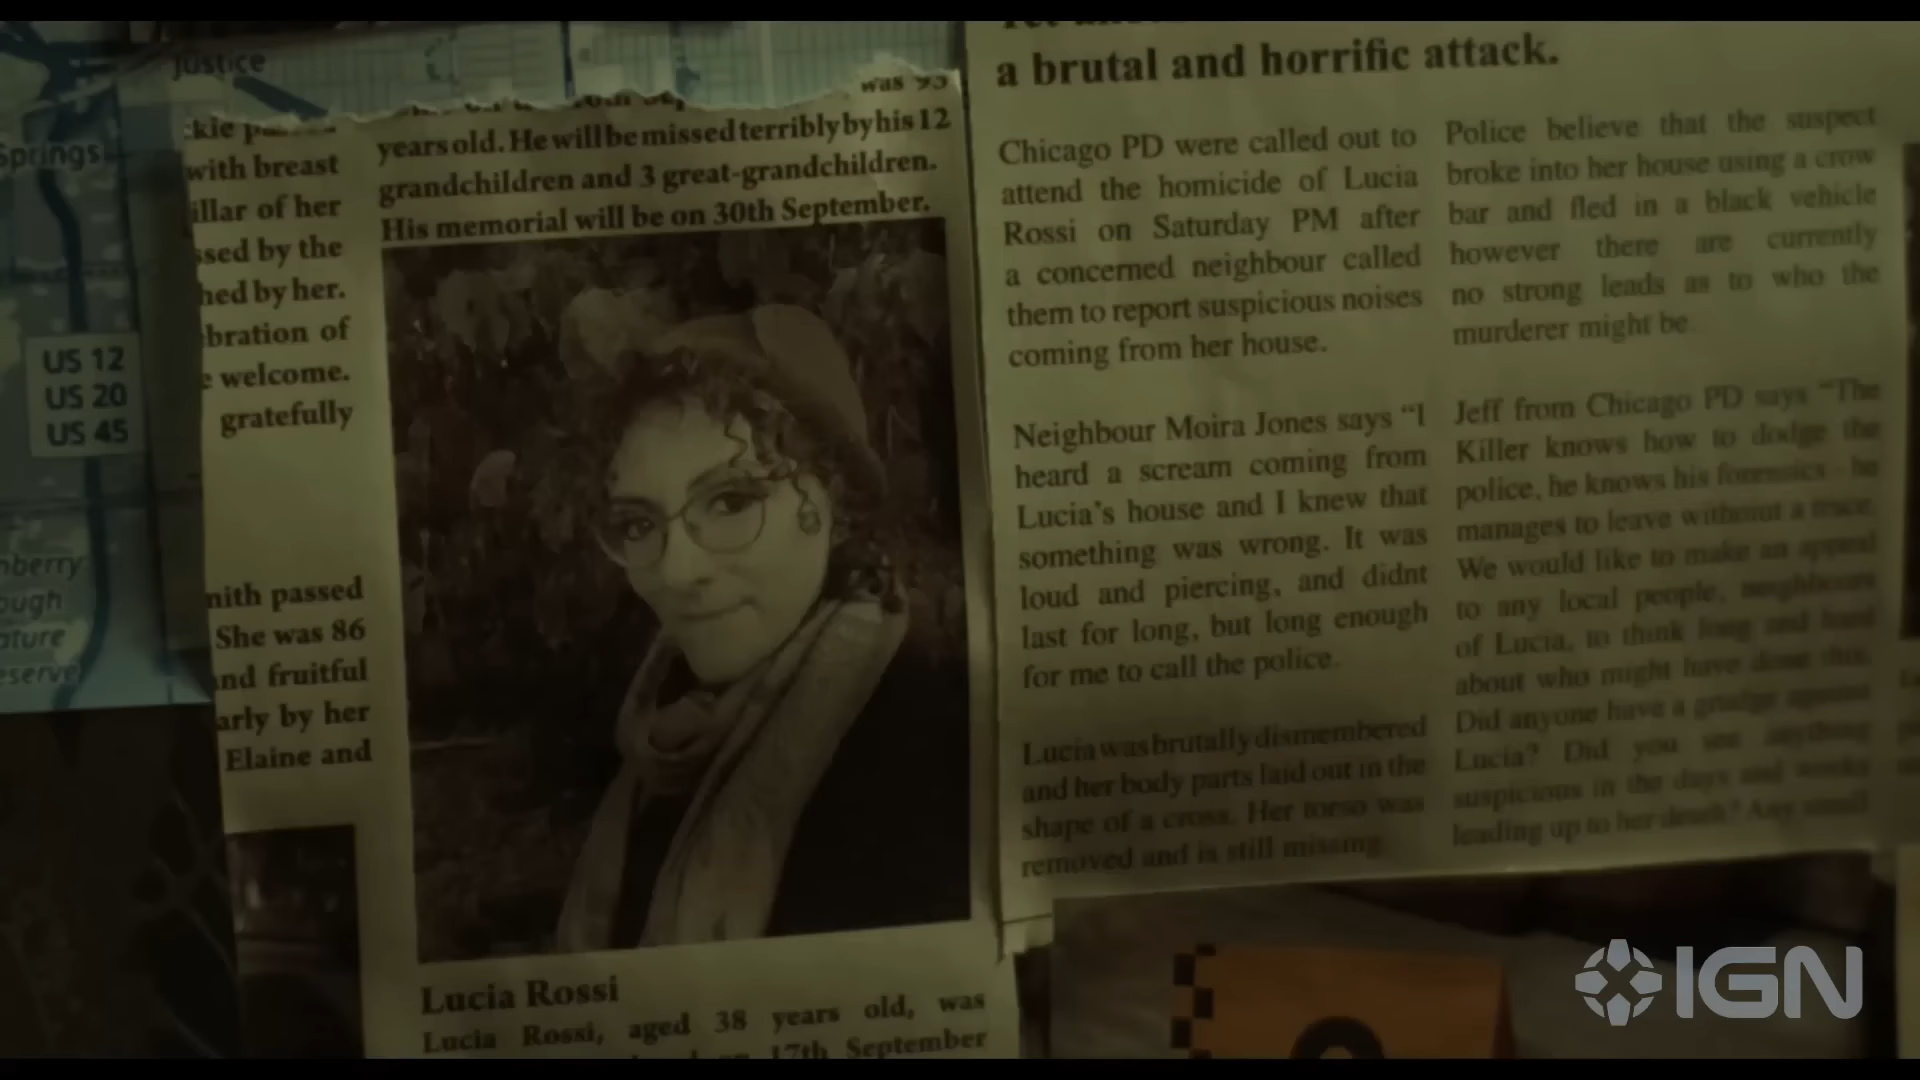 Justice
Springs
US 12
US 20
US 45
with breast
illar of her
ssed by the
hed by her.
bration of
e welcome.
gratefully
nith passed
She was 86
and fruitful
arly by her
Elaine and
was 95
years old. He will be missed terribly by his 12
grandchildren and 3 great-grandchildren.
His memorial will be on 30th September.
Lucia Rossi
Lucia Rossi, aged 38 years old, was
17th September
a brutal and horrific attack.
Chicago PD were called out to
attend the homicide of Lucia
Rossi on Saturday PM after
a concerned neighbour called
them to report suspicious noises
coming from her house.
Neighbour Moira Jones says “I
heard a scream coming from
Lucia's house and I knew that
something was wrong. It was
loud and piercing, and didnt
last for long, but long enough
for me to call the police.
Lucia was brutally dismembered
and her body parts laid out in the
shape of a cross. Her torso was
removed and is still missing
Police believe that the suspect
broke into her house using a crow
bar and fled in a black vehicle
however there are currently
no strong leads as to who the
murderer might be.
Jeff from Chicago PD says “The
Killer knows how to dodge the
police, he knows his forensics - he
manages to leave without a trace.
We would like to make an appeal
to any local people, neighbours
of Lucia, to think long and hard
about who might have done this.
Did anyone have a grudge against
Lucia? Did you see anything
suspicious in the days and weeks
leading up to her death? Any small
IGN